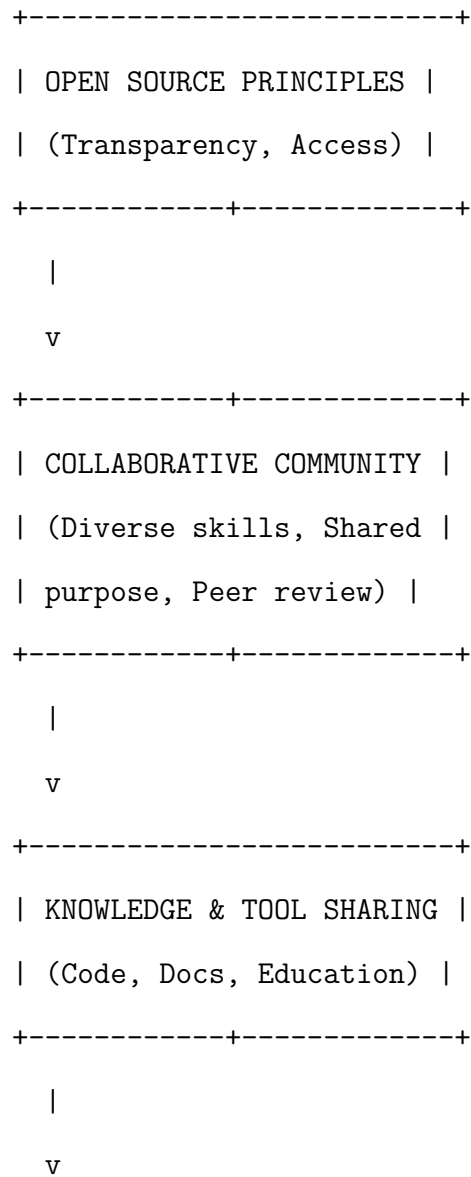 +--------------------------+
| OPEN SOURCE PRINCIPLES |
| (Transparency, Access) |
+------------+-------------+
|
v
+------------+-------------+
| COLLABORATIVE COMMUNITY |
| (Diverse skills, Shared |
| purpose, Peer review) |
+------------+-------------+
|
v
+--------------------------+
| KNOWLEDGE & TOOL SHARING |
| (Code, Docs, Education) |
+------------+-------------+
|
v